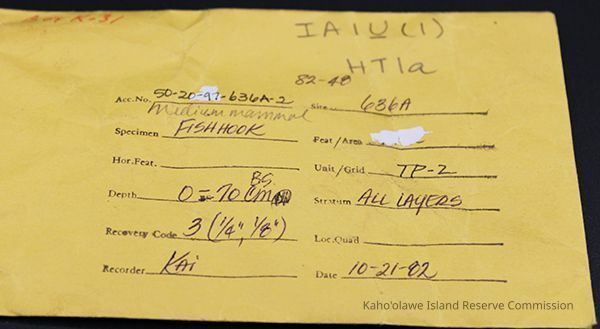 IAIU(1)
HT1a
82-48
Acc.No. 50-20-97-636A-2
Site 636A
Medium mammal
Specimen FISHHOOK
Feat/Area
Hor.Feat.
Unit/Grid TP-2
BS.
Depth 0-70 cm
Stratum ALL LAYERS
Recovery Code 3 (1/4", 1/8")
Loc.Quad
Recorder KAI
Date 10-21-82
Kaho'olawe Island Reserve Commission